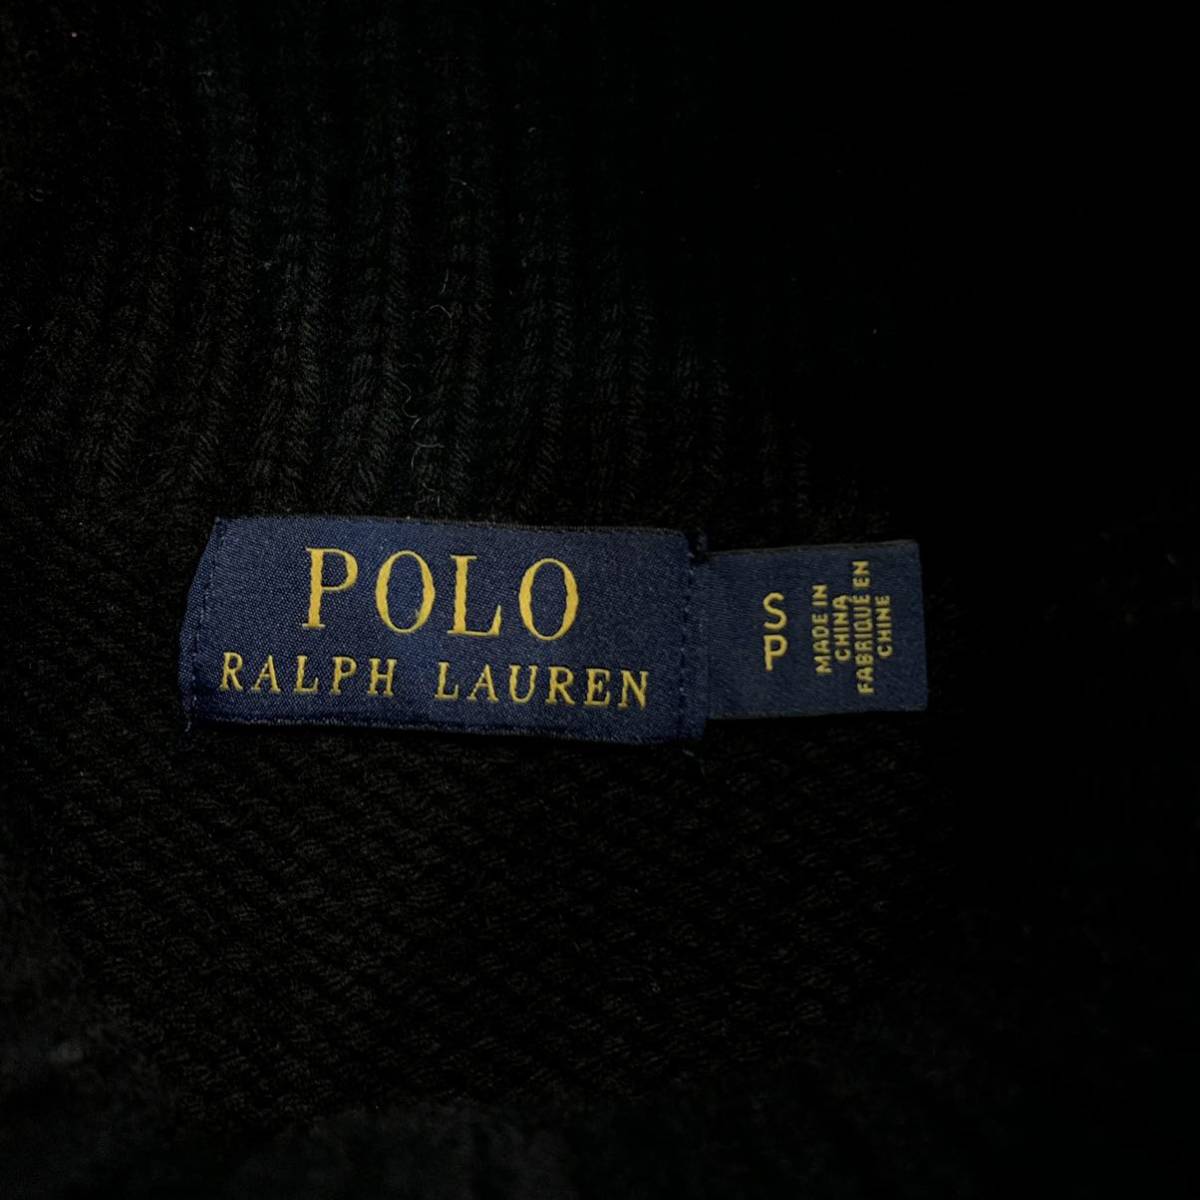 POLO
RALPH LAUREN
S
P
MADE IN
CHINA
FABRIQUÉ EN
CHINE